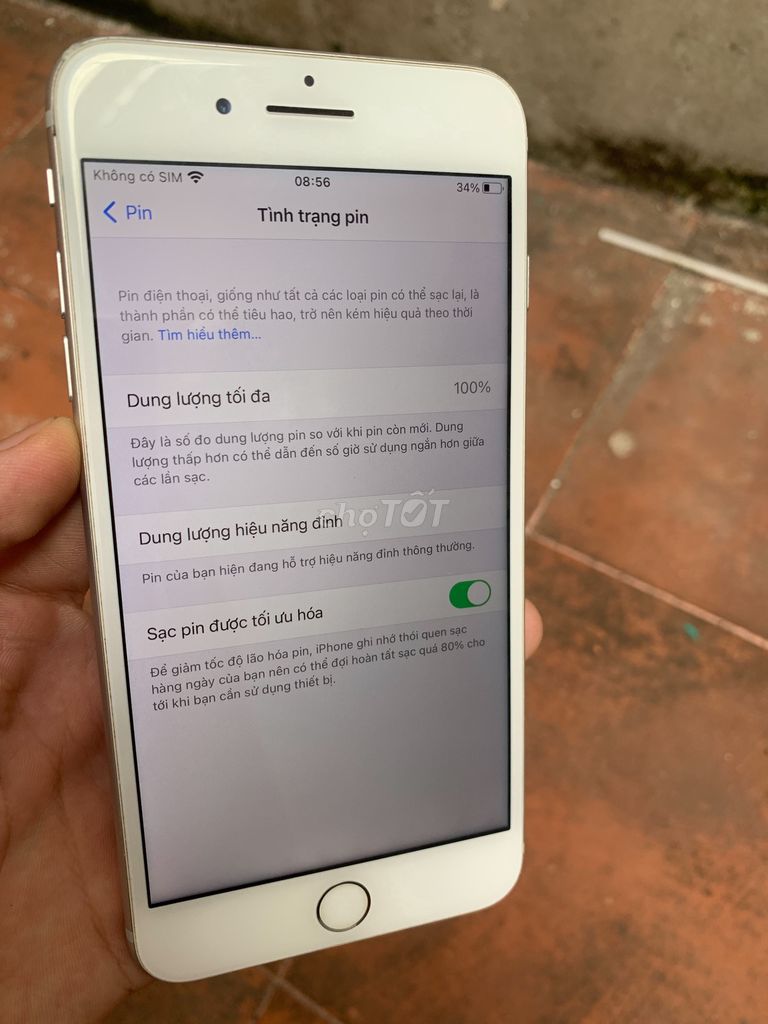 Không có SIM
08:56
34%
Pin
Tình trạng pin
Pin điện thoại, giống như tất cả các loại pin có thể sạc lại, là
thành phần có thể tiêu hao, trở nên kém hiệu quả theo thời
gian. Tìm hiểu thêm...
Dung lượng tối đa 100%
Đây là số đo dung lượng pin so với khi pin còn mới. Dung
lượng thấp hơn có thể dẫn đến số giờ sử dụng ngắn hơn giữa
các lần sạc.
chợTỐT
Dung lượng hiệu năng đỉnh
Pin của bạn hiện đang hỗ trợ hiệu năng đỉnh thông thường.
Sạc pin được tối ưu hóa
Để giảm tốc độ lão hóa pin, iPhone ghi nhớ thói quen sạc
hàng ngày của bạn nên có thể đợi hoàn tất sạc quá 80% cho
tới khi bạn cần sử dụng thiết bị.